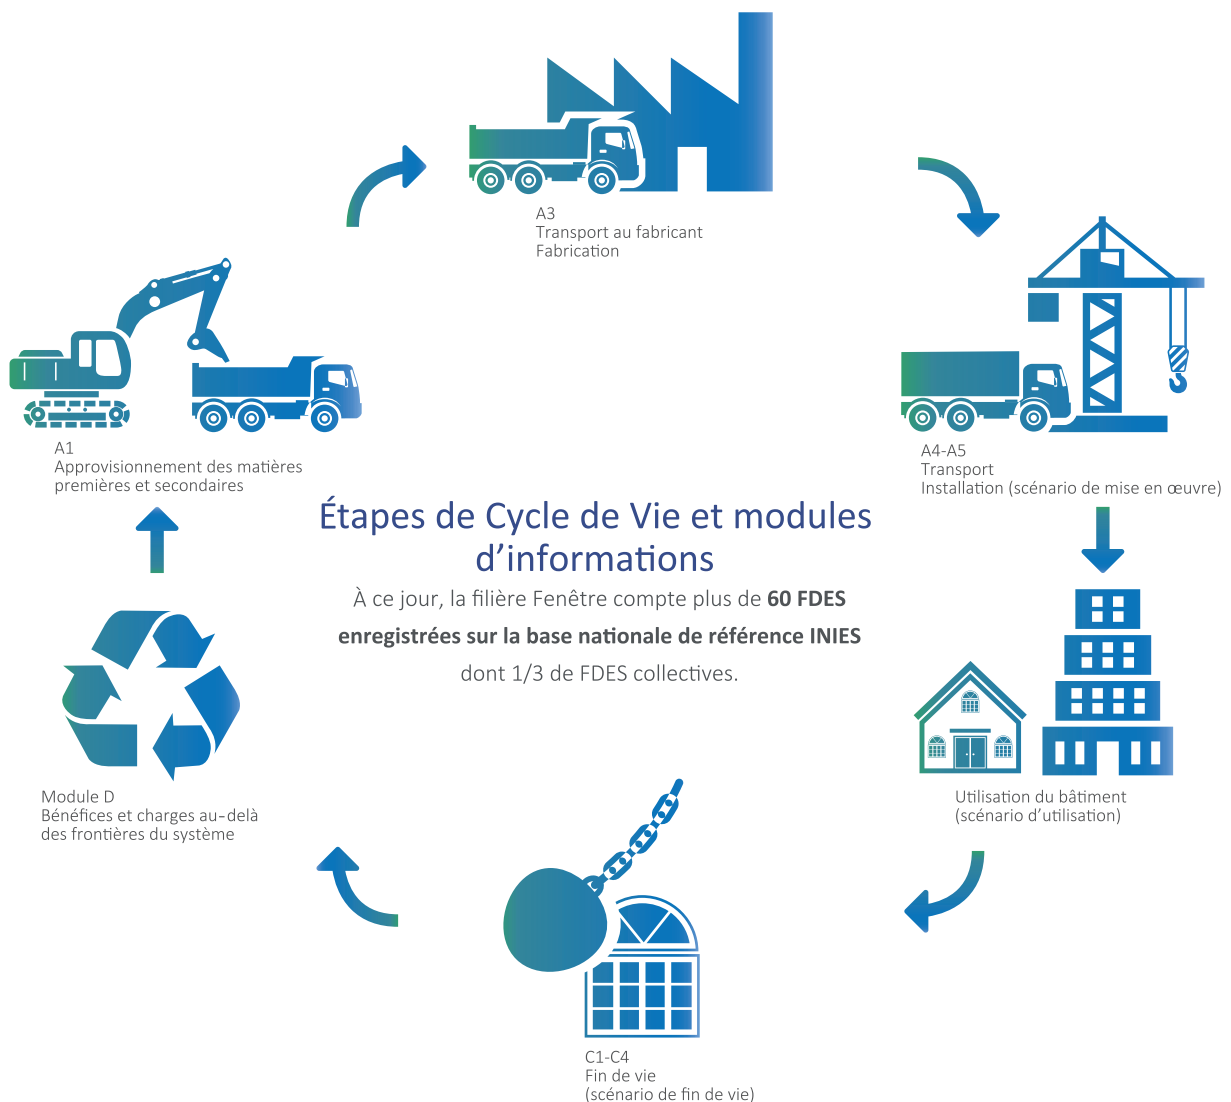 A3
Transport au fabricant
Fabrication
A1
Approvisionnement des matières
premières et secondaires
A4-A5
Transport
Installation (scénario de mise en œuvre)
Étapes de Cycle de Vie et modules
d’informations
À ce jour, la filière Fenêtre compte plus de 60 FDES
enregistrées sur la base nationale de référence INIES
dont 1/3 de FDES collectives.
Module D
Bénéfices et charges au-delà
des frontières du système
Utilisation du bâtiment
(scénario d’utilisation)
C1-C4
Fin de vie
(scénario de fin de vie)